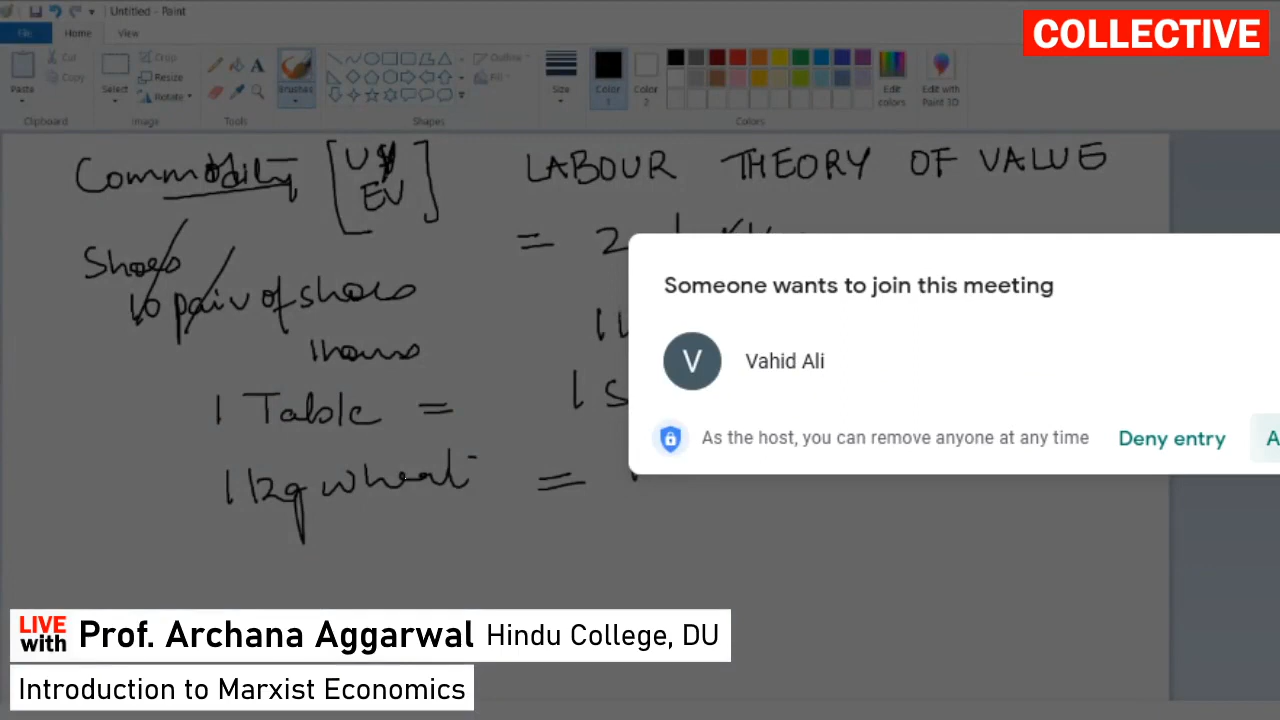 Untitled - Paint
COLLECTIVE
File Home View
Paste Cut Copy Select Crop Resize Rotate Brushes Outline Fill Size Color 1 Color 2 Edit colors Edit with Paint 3D
Clipboard Image Tools Shapes Colors
Commodity [UV EV] LABOUR THEORY OF VALUE
Shoes = 2
10 pair of shoes
1
1 Table = 1 S
1 kg wheat =
Someone wants to join this meeting
V Vahid Ali
As the host, you can remove anyone at any time Deny entry A
LIVE with Prof. Archana Aggarwal Hindu College, DU
Introduction to Marxist Economics